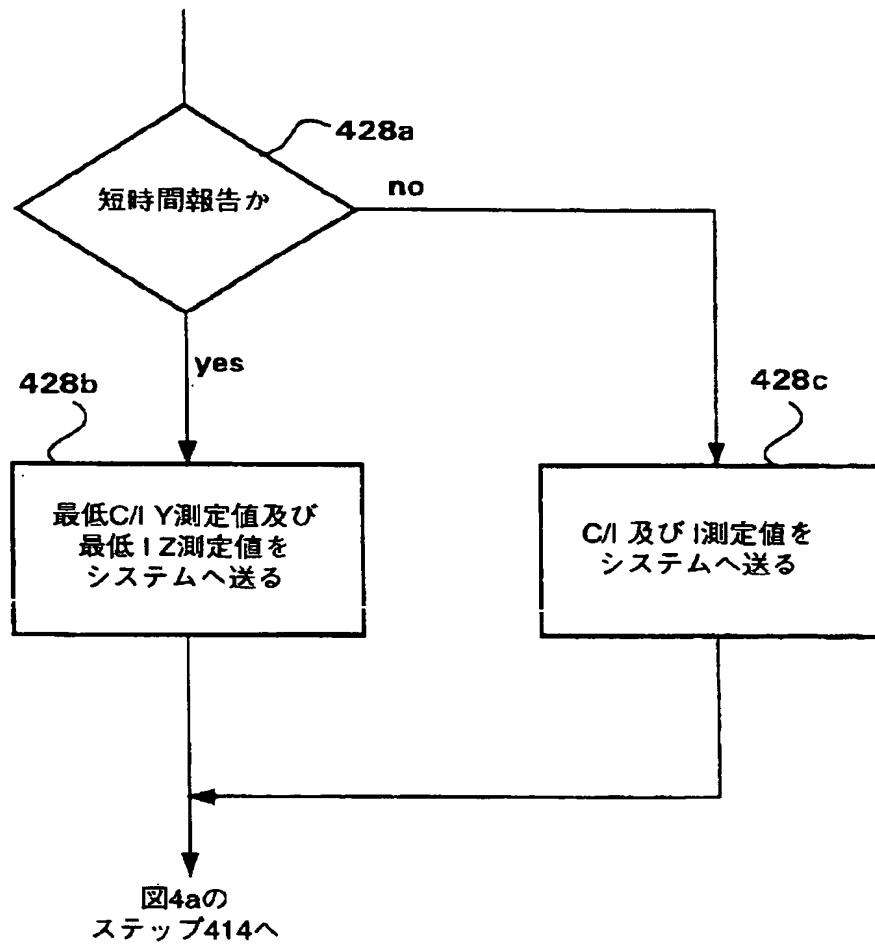 428a
短時間報告か
no
yes
428b
最低C/I Y測定値及び
最低 I Z測定値を
システムへ送る
428c
C/I 及び I測定値を
システムへ送る
図4aの
ステップ414へ